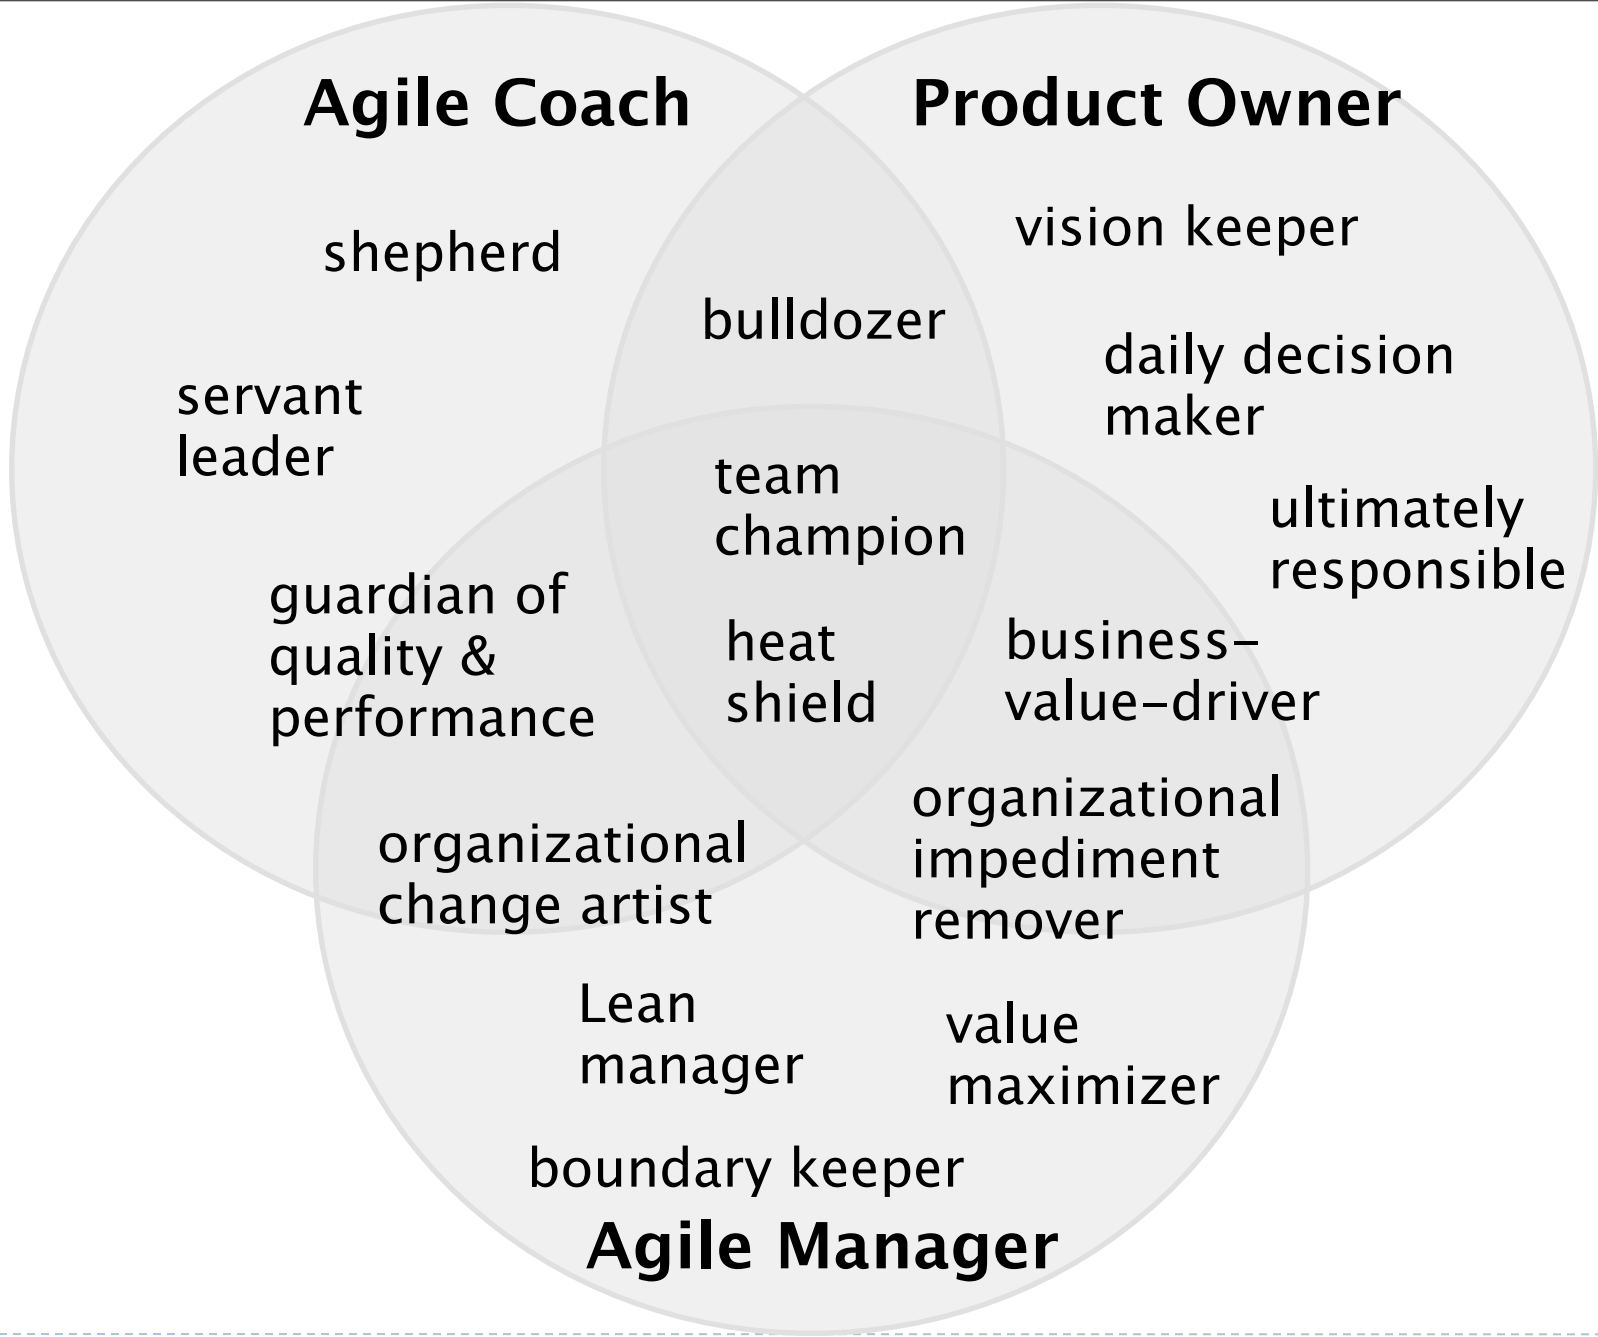 Agile Coach
Product Owner
shepherd
vision keeper
bulldozer
daily decision
maker
servant
leader
team
champion
ultimately
responsible
guardian of
quality &
performance
heat
shield
business-
value-driver
organizational
change artist
organizational
impediment
remover
Lean
manager
value
maximizer
boundary keeper
Agile Manager